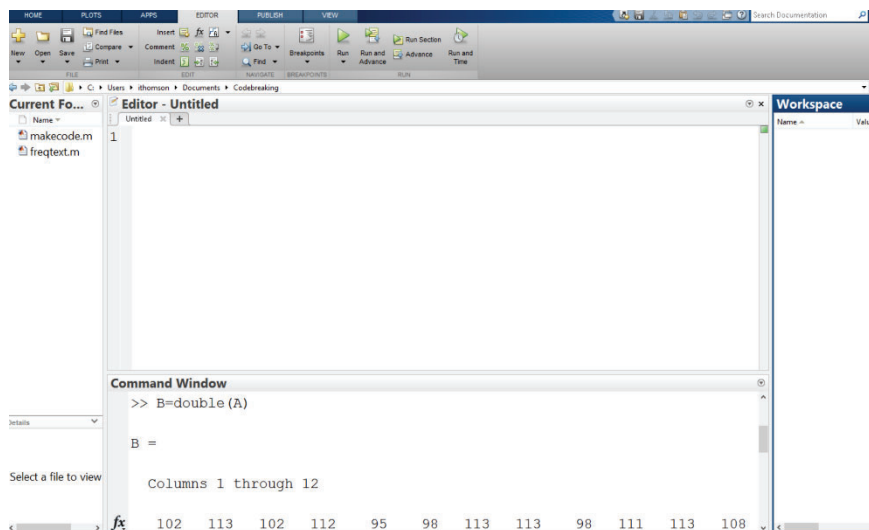 HOME PLOTS APPS EDITOR PUBLISH VIEW Search Documentation
New Open Save Find Files Compare Print
Insert fx Comment Indent
Go To Find
Breakpoints Run Run and Advance Run Section Advance Run and Time
FILE EDIT NAVIGATE BREAKPOINTS RUN
C: Users ithomson Documents Codebreaking
Current Fo...
Name
makecode.m
freqtext.m
Details
Select a file to view
Editor - Untitled
Untitled +
1
Command Window
>> B=double(A)
B =
Columns 1 through 12
fx 102 113 102 112 95 98 113 113 98 111 113 108
Workspace
Name Valu